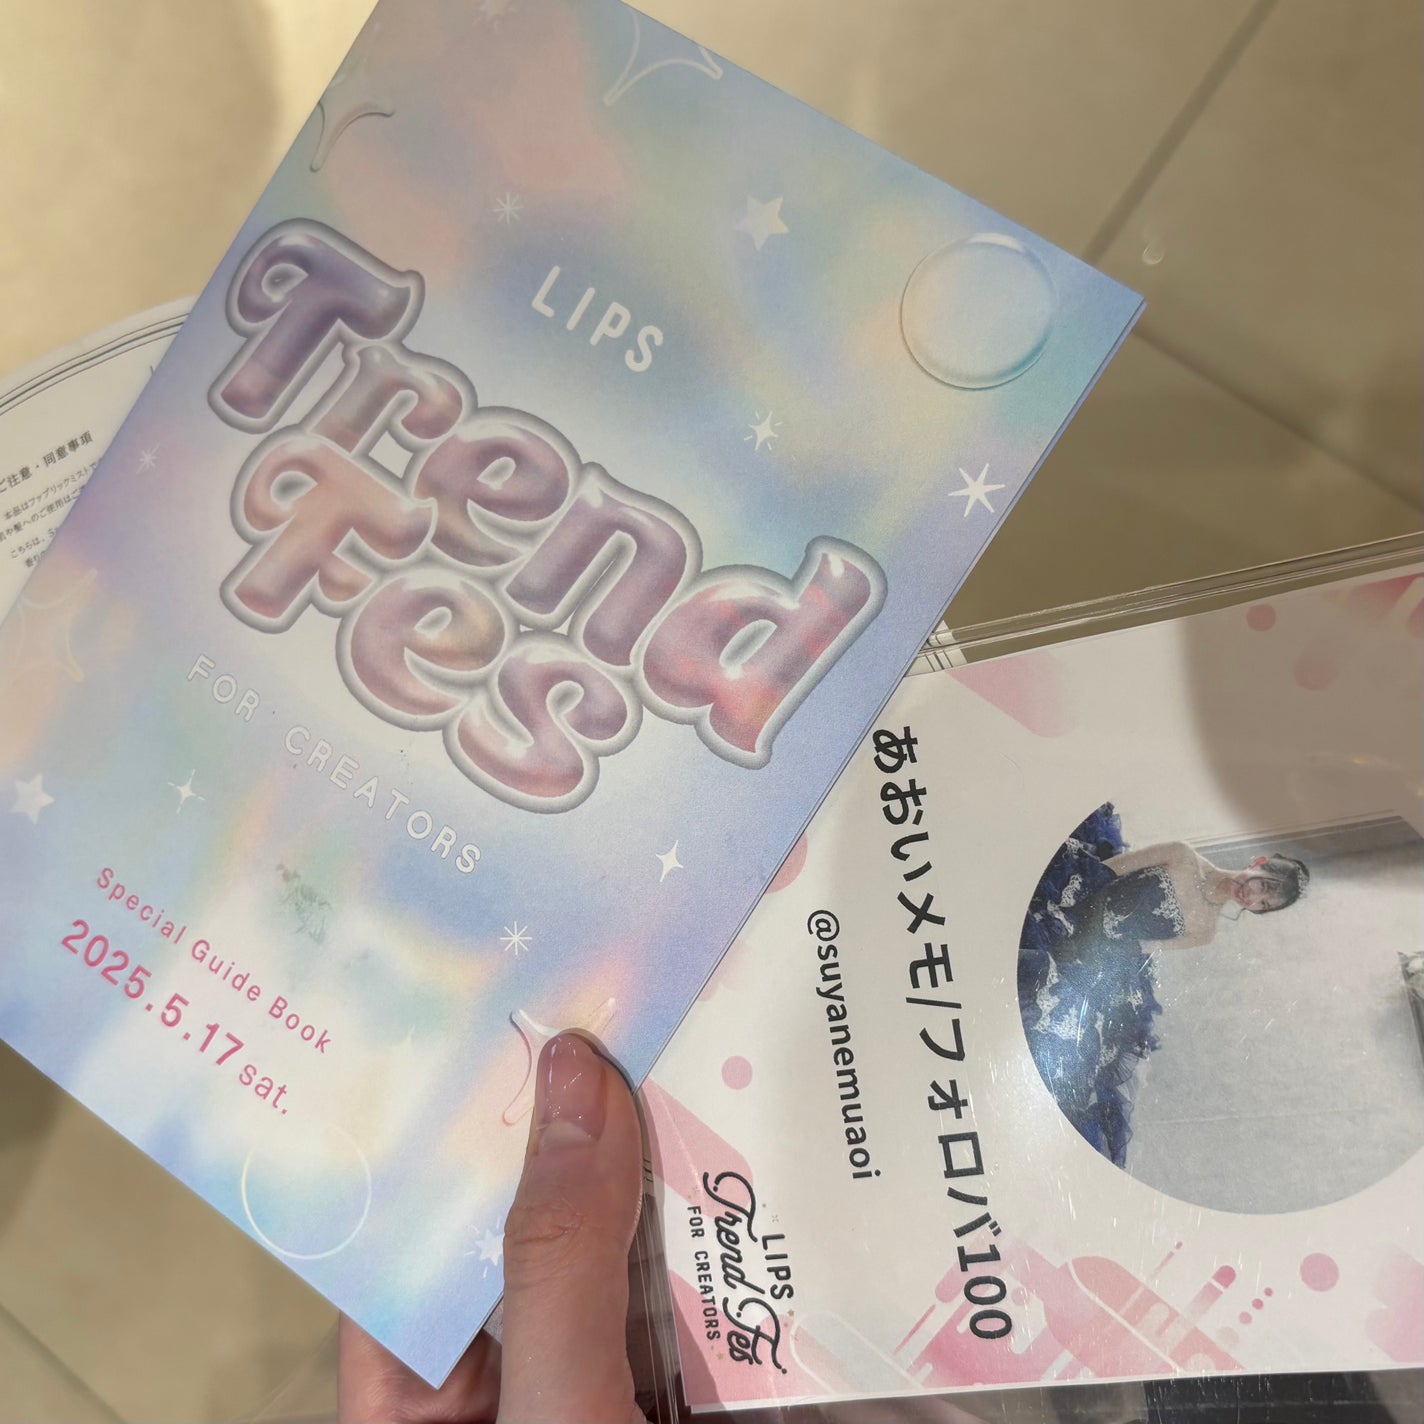 LIPS
Trend
Fes
FOR CREATORS
Special Guide Book
2025.5.17 sat.
ご注意・同意事項
あおいメモ/フォロバ100
@suyanemuaoi
LIPS
Trend Fes
FOR CREATORS